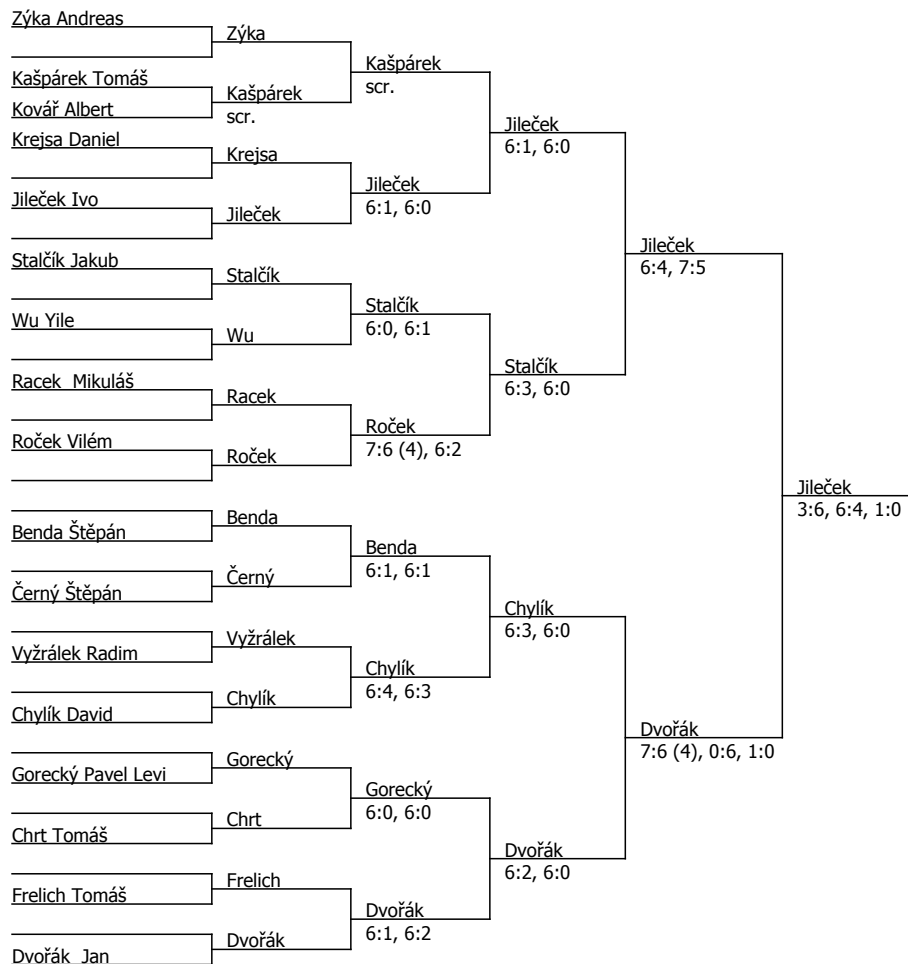 Zýka Andreas
Zýka
Kašpárek
scr.
Kašpárek Tomáš
Kašpárek
scr.
Kovář Albert
Jileček
6:1, 6:0
Krejsa Daniel
Krejsa
Jileček
6:1, 6:0
Jileček Ivo
Jileček
Jileček
6:4, 7:5
Stalčík Jakub
Stalčík
Stalčík
6:0, 6:1
Wu Yile
Wu
Stalčík
6:3, 6:0
Racek  Mikuláš
Racek
Roček
7:6 (4), 6:2
Roček Vilém
Roček
Jileček
3:6, 6:4, 1:0
Benda
Benda Štěpán
Benda
6:1, 6:1
Černý
Černý Štěpán
Chylík
6:3, 6:0
Vyžrálek
Vyžrálek Radim
Chylík
6:4, 6:3
Chylík
Chylík David
Dvořák
7:6 (4), 0:6, 1:0
Gorecký
Gorecký Pavel Levi
Gorecký
6:0, 6:0
Chrt
Chrt Tomáš
Dvořák
6:2, 6:0
Frelich
Frelich Tomáš
Dvořák
6:1, 6:2
Dvořák
Dvořák  Jan